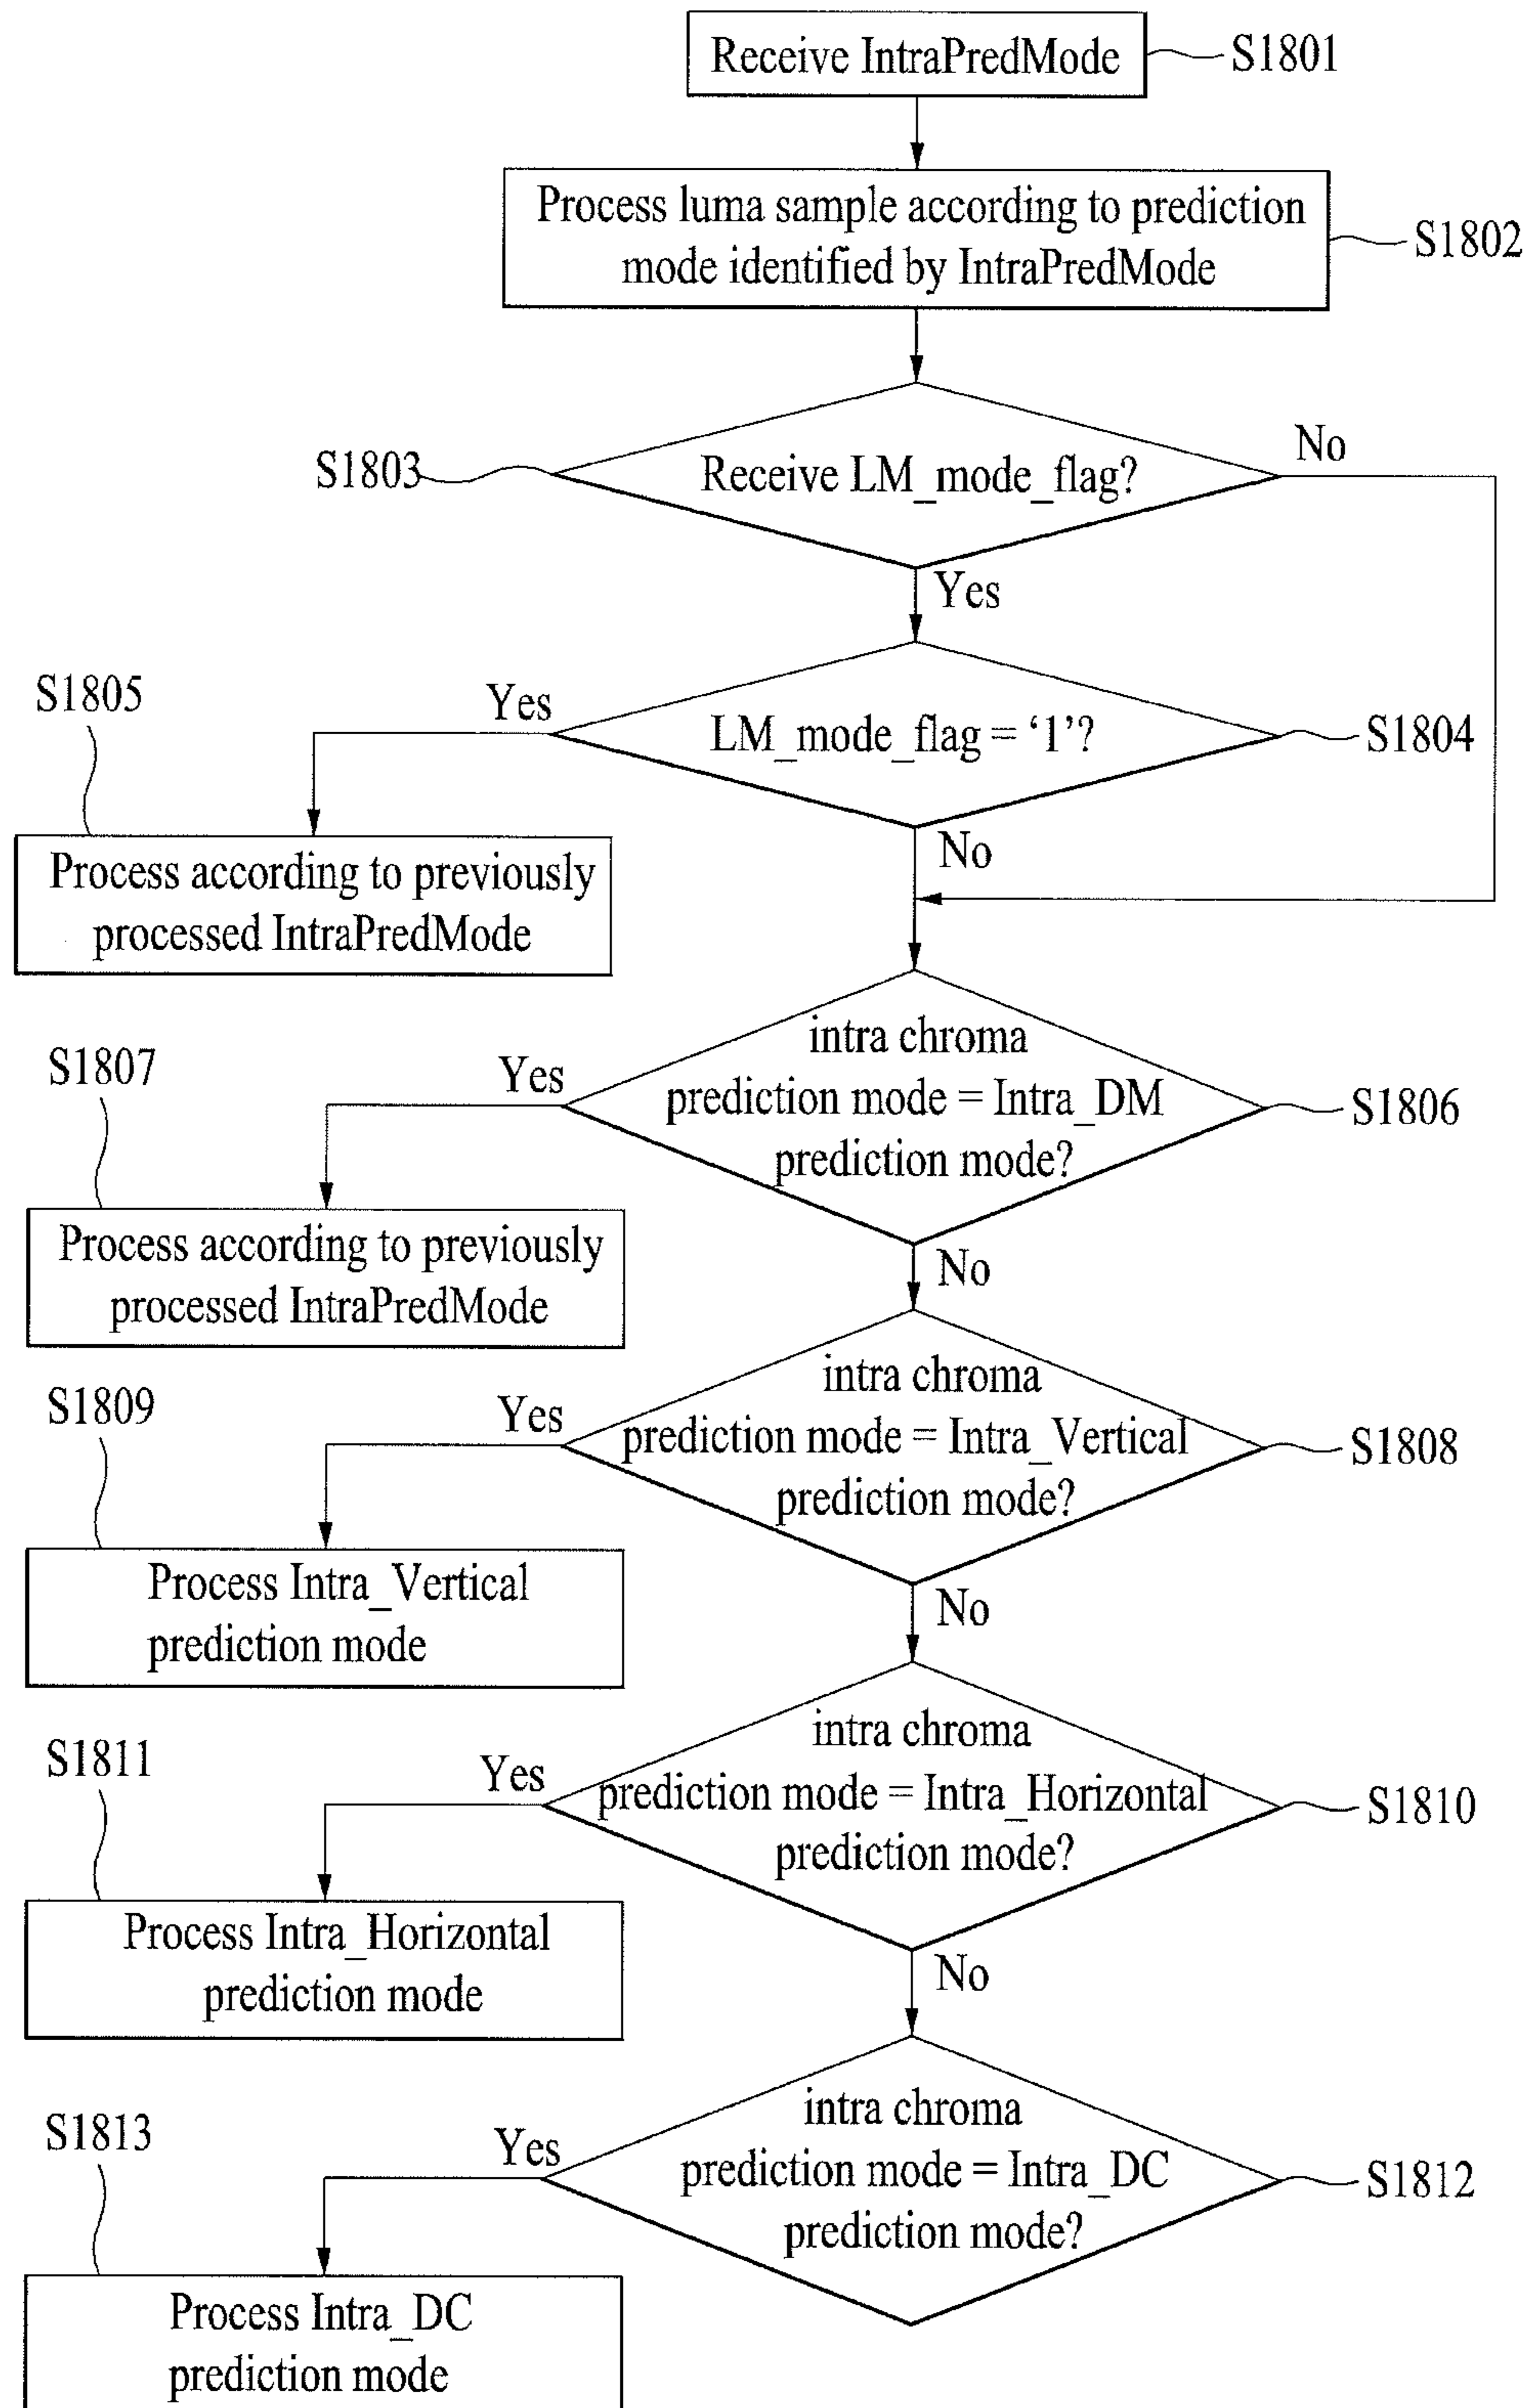 Receive IntraPredMode
S1801
Process luma sample according to prediction
mode identified by IntraPredMode
S1802
S1803
Receive LM_mode_flag?
No
Yes
S1805
Yes
LM_mode_flag = ‘1’?
S1804
No
Process according to previously
processed IntraPredMode
S1807
Yes
intra chroma
prediction mode = Intra_DM
prediction mode?
S1806
No
Process according to previously
processed IntraPredMode
S1809
Yes
intra chroma
prediction mode = Intra_Vertical
prediction mode?
S1808
No
Process Intra_Vertical
prediction mode
S1811
Yes
intra chroma
prediction mode = Intra_Horizontal
prediction mode?
S1810
No
Process Intra_Horizontal
prediction mode
S1813
Yes
intra chroma
prediction mode = Intra_DC
prediction mode?
S1812
Process Intra_DC
prediction mode